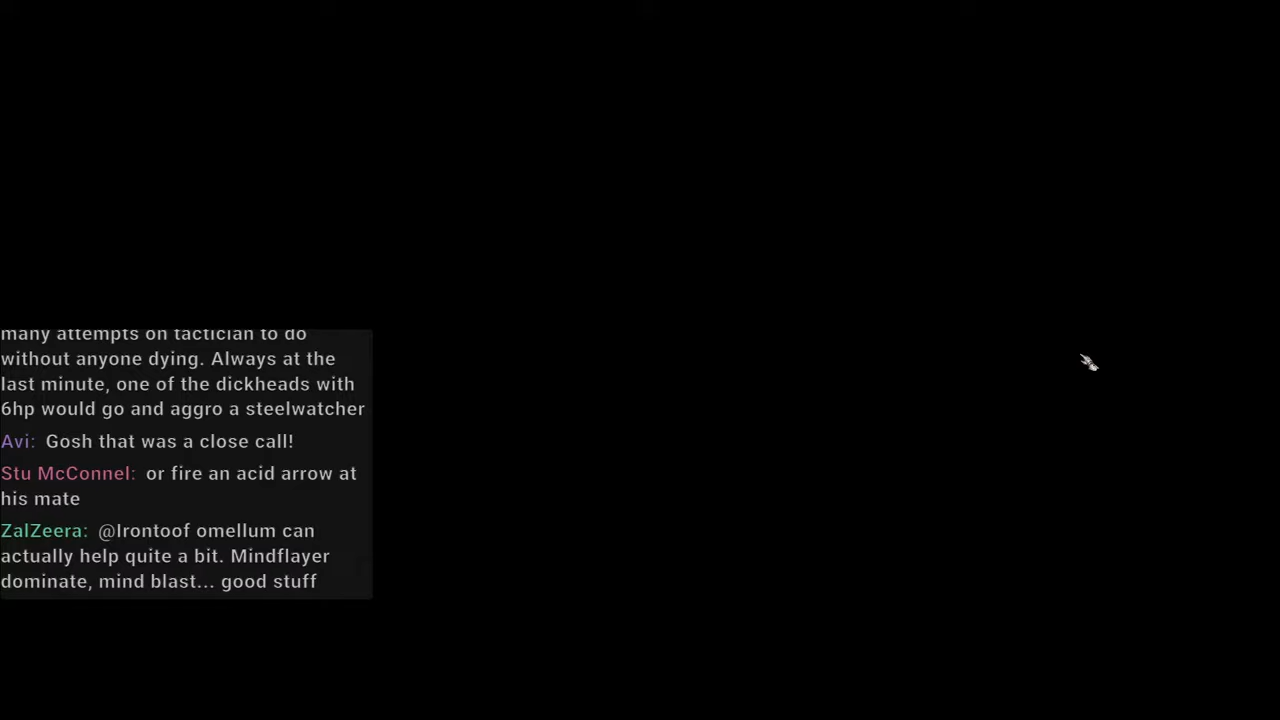 many attempts on tactician to do
without anyone dying. Always at the
last minute, one of the dickheads with
6hp would go and aggro a steelwatcher
Avi: Gosh that was a close call!
Stu McConnel: or fire an acid arrow at
his mate
ZalZeera: @Irontoof omellum can
actually help quite a bit. Mindflayer
dominate, mind blast... good stuff